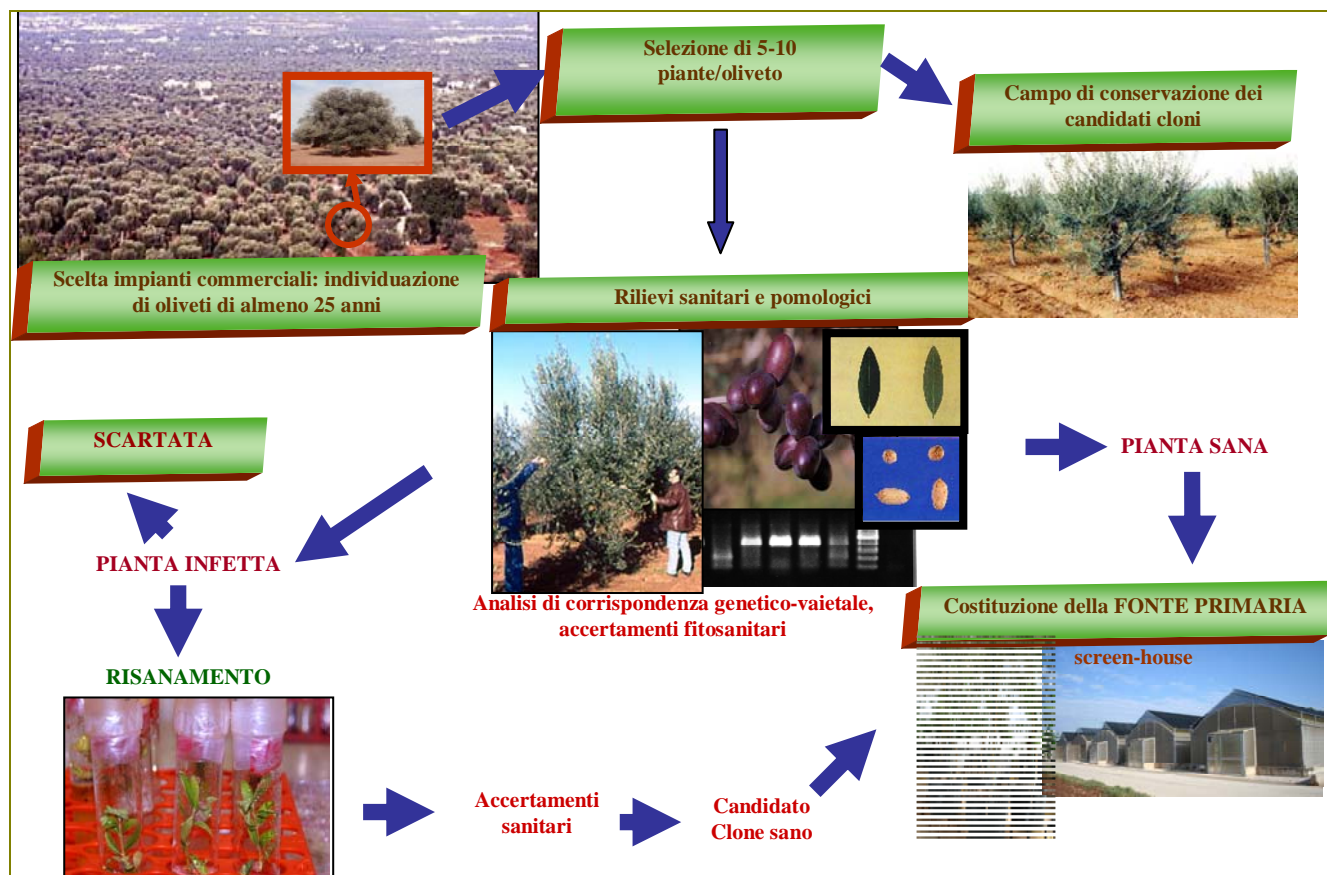 Selezione di 5-10
piante/oliveto
Campo di conservazione dei
candidati cloni
Scelta impianti commerciali: individuazione
di oliveti di almeno 25 anni
Rilievi sanitari e pomologici
SCARTATA
PIANTA SANA
PIANTA INFETTA
Analisi di corrispondenza genetico-vaietale,
accertamenti fitosanitari
Costituzione della FONTE PRIMARIA
screen-house
RISANAMENTO
Accertamenti
sanitari
Candidato
Clone sano